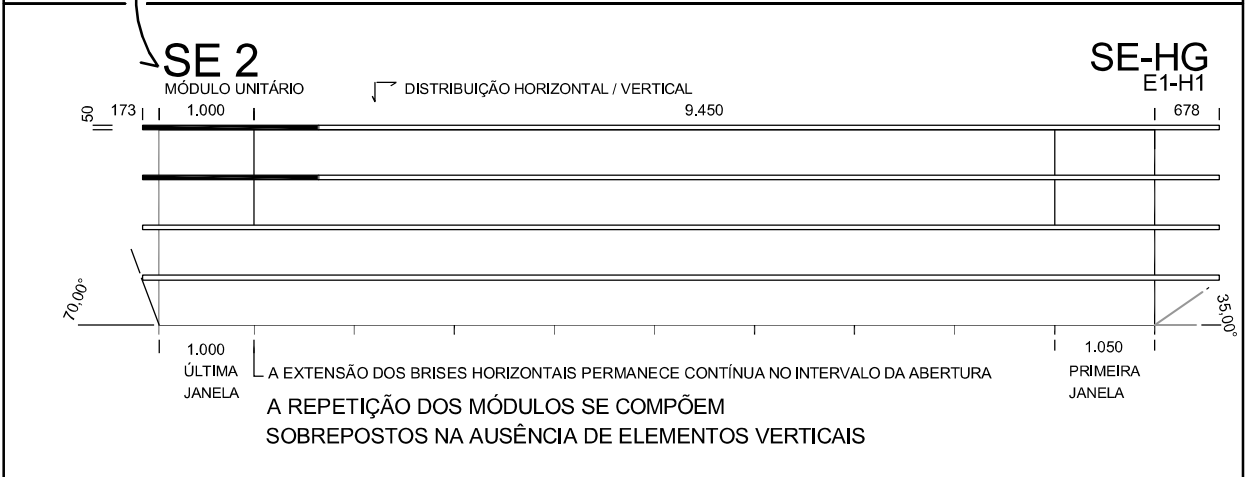 SE 2
SE-HG
MÓDULO UNITÁRIO
DISTRIBUIÇÃO HORIZONTAL / VERTICAL
E1-H1
50
173
1.000
9.450
678
70,00°
35,00°
1.000
1.050
ÚLTIMA
A EXTENSÃO DOS BRISES HORIZONTAIS PERMANECE CONTÍNUA NO INTERVALO DA ABERTURA
PRIMEIRA
JANELA
JANELA
A REPETIÇÃO DOS MÓDULOS SE COMPÕEM
SOBREPOSTOS NA AUSÊNCIA DE ELEMENTOS VERTICAIS